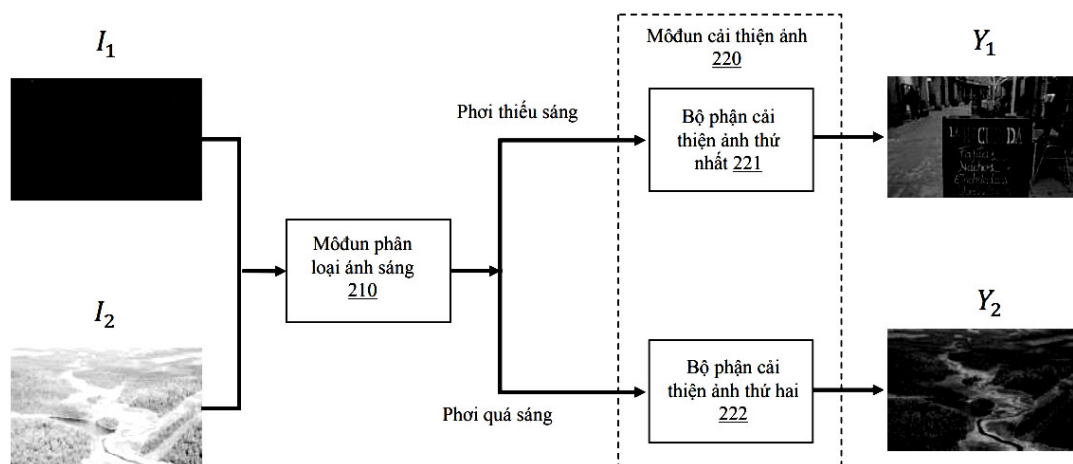 I₁
Môđun cải thiện ảnh
220
Y₁
Phơi thiếu sáng
Bộ phận cải
thiện ảnh thứ
nhất 221
Môđun phân
loại ánh sáng
210
I₂
Y₂
Bộ phận cải
thiện ảnh thứ hai
222
Phơi quá sáng